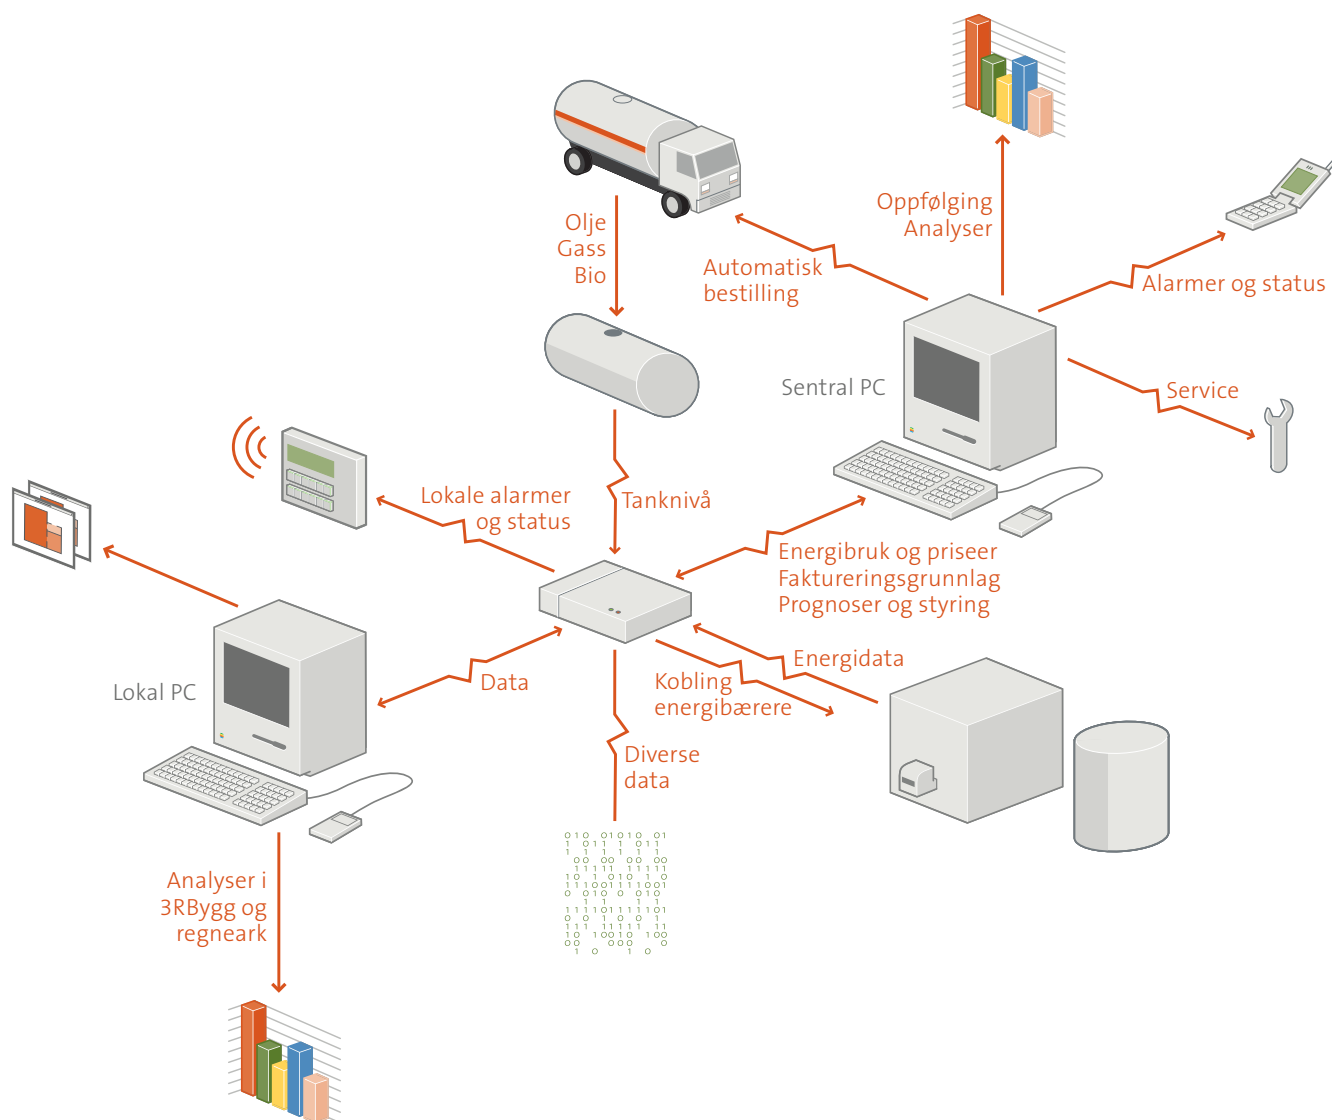 Oppfølging
Analyser
Olje
Gass
Bio
Automatisk
bestilling
Alarmer og status
Sentral PC
Service
Lokale alarmer
og status
Tanknivå
Energibruk og priseer
Faktureringsgrunnlag
Prognoser og styring
Lokal PC
Data
Kobling
energibærere
Energidata
Diverse
data
Analyser i
3RBygg og
regneark